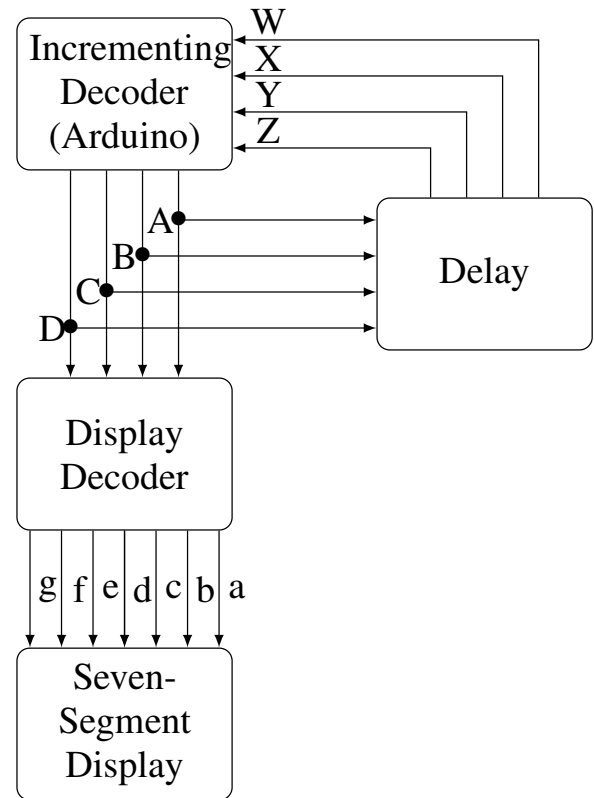 W
Incrementing
Decoder
(Arduino)
X
Y
Z
A
B
C
D
Delay
Display
Decoder
g f e d c b a
Seven-
Segment
Display